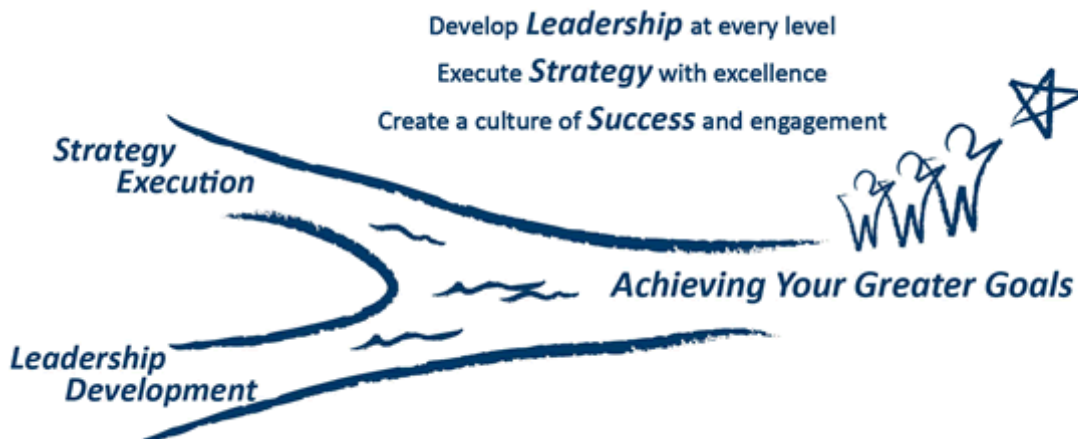 Develop Leadership at every level
Execute Strategy with excellence
Create a culture of Success and engagement
Strategy
Execution
Achieving Your Greater Goals
Leadership
Development